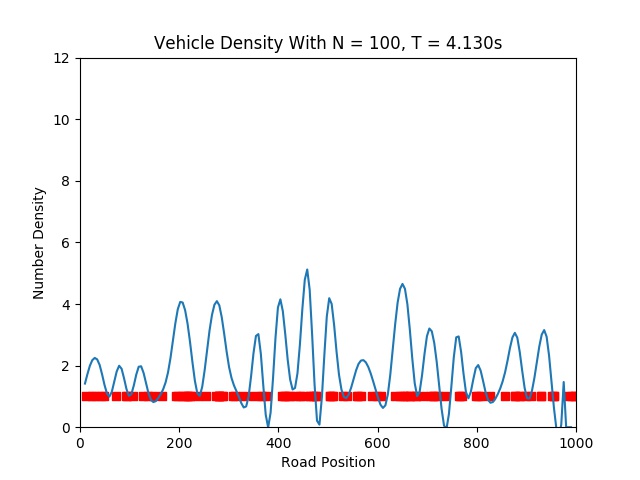 Vehicle Density With N = 100, T = 4.130s
12
10
8
6
4
2
0
Number Density
0 200 400 600 800 1000
Road Position